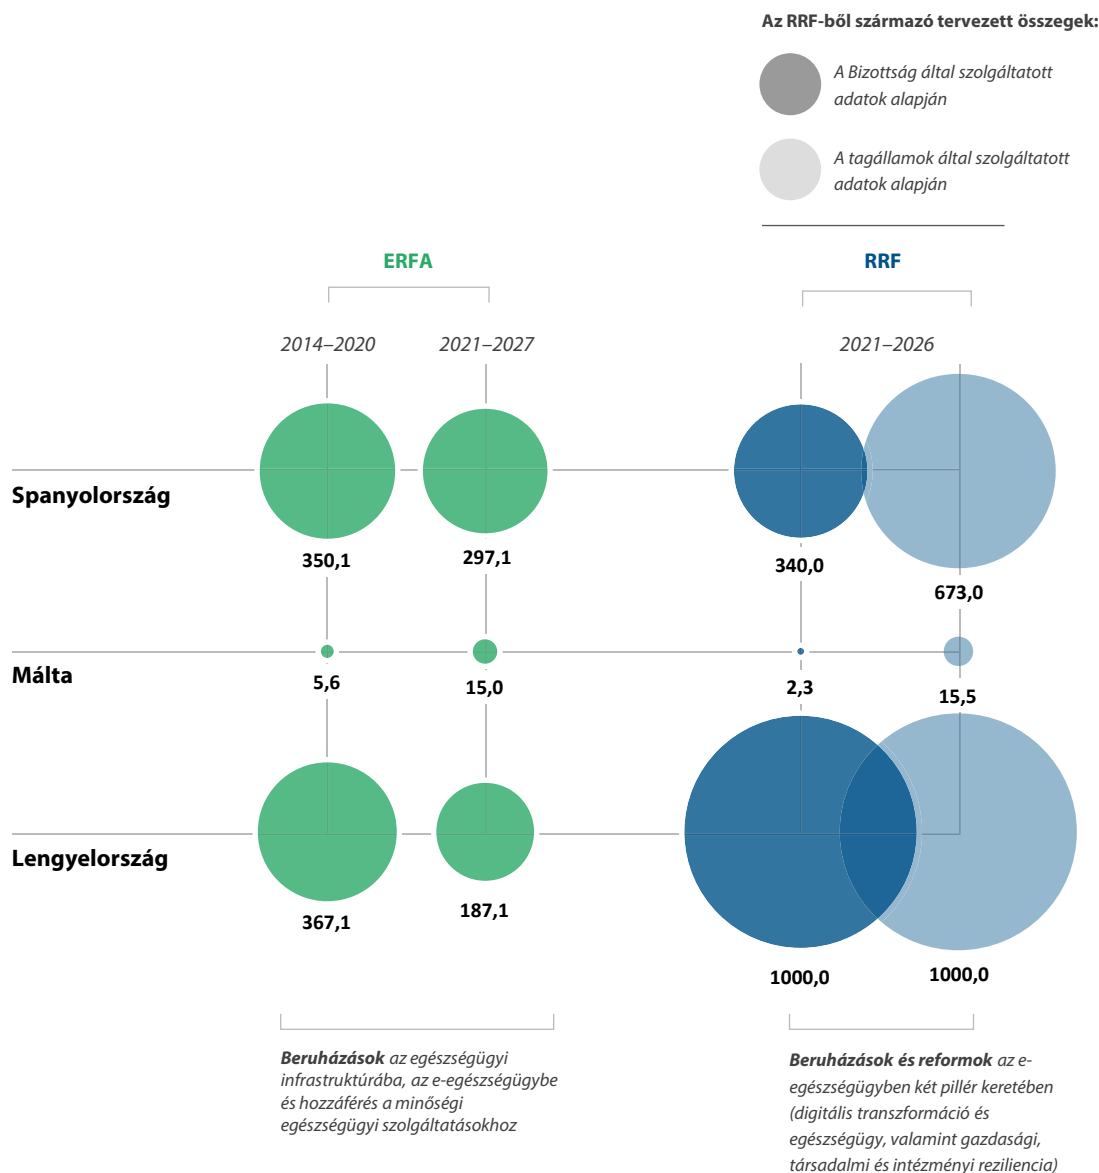 Az RRF-ből származó tervezett összegek:
A Bizottság által szolgáltatott
adatok alapján
A tagállamok által szolgáltatott
adatok alapján
ERFA
RRF
2014–2020
2021–2027
2021–2026
Spanyolország
350,1
297,1
340,0
673,0
Málta
5,6
15,0
2,3
15,5
Lengyelország
367,1
187,1
1000,0
1000,0
Beruházások az egészségügyi
infrastruktúrába, az e-egészségügybe
és hozzáférés a minőségi
egészségügyi szolgáltatásokhoz
Beruházások és reformok az e-
egészségügyben két pillér keretében
(digitális transzformáció és
egészségügy, valamint gazdasági,
társadalmi és intézményi reziliencia)